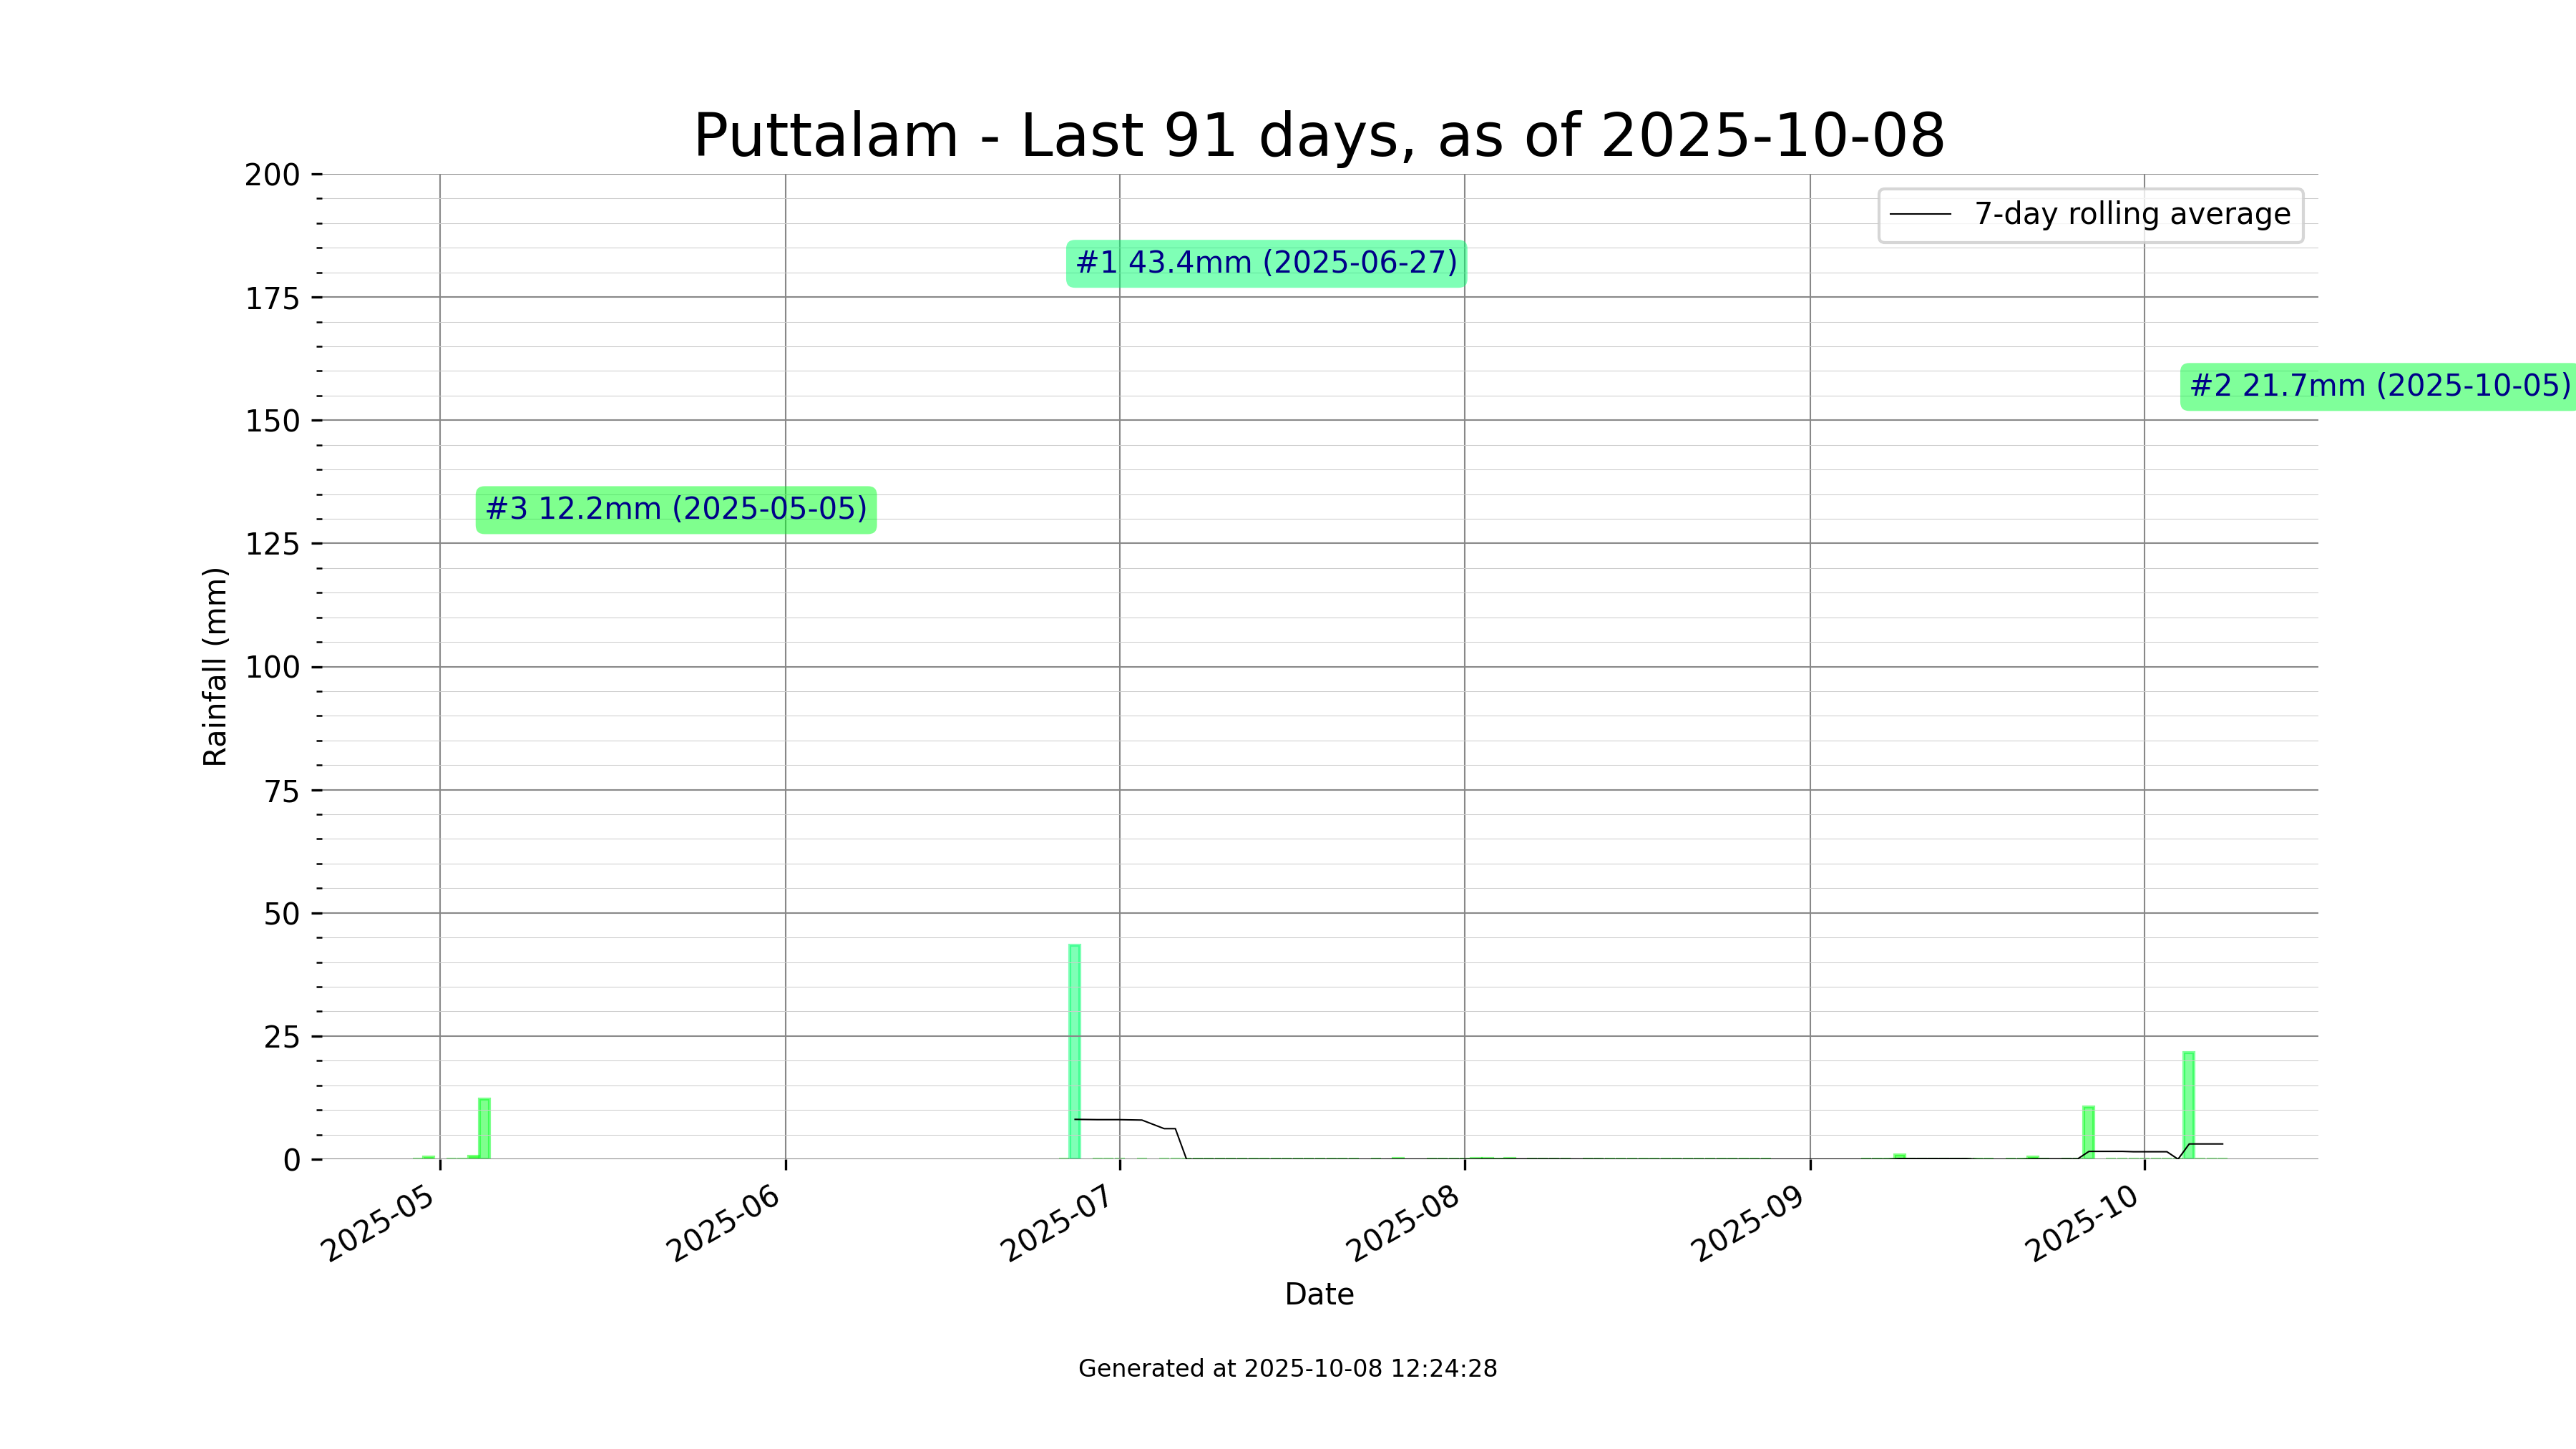 Puttalam - Last 91 days, as of 2025-10-08
7-day rolling average
#1 43.4mm (2025-06-27)
#2 21.7mm (2025-10-05)
#3 12.2mm (2025-05-05)
Rainfall (mm)
200
175
150
125
100
75
50
25
0
2025-05
2025-06
2025-07
2025-08
2025-09
2025-10
Date
Generated at 2025-10-08 12:24:28